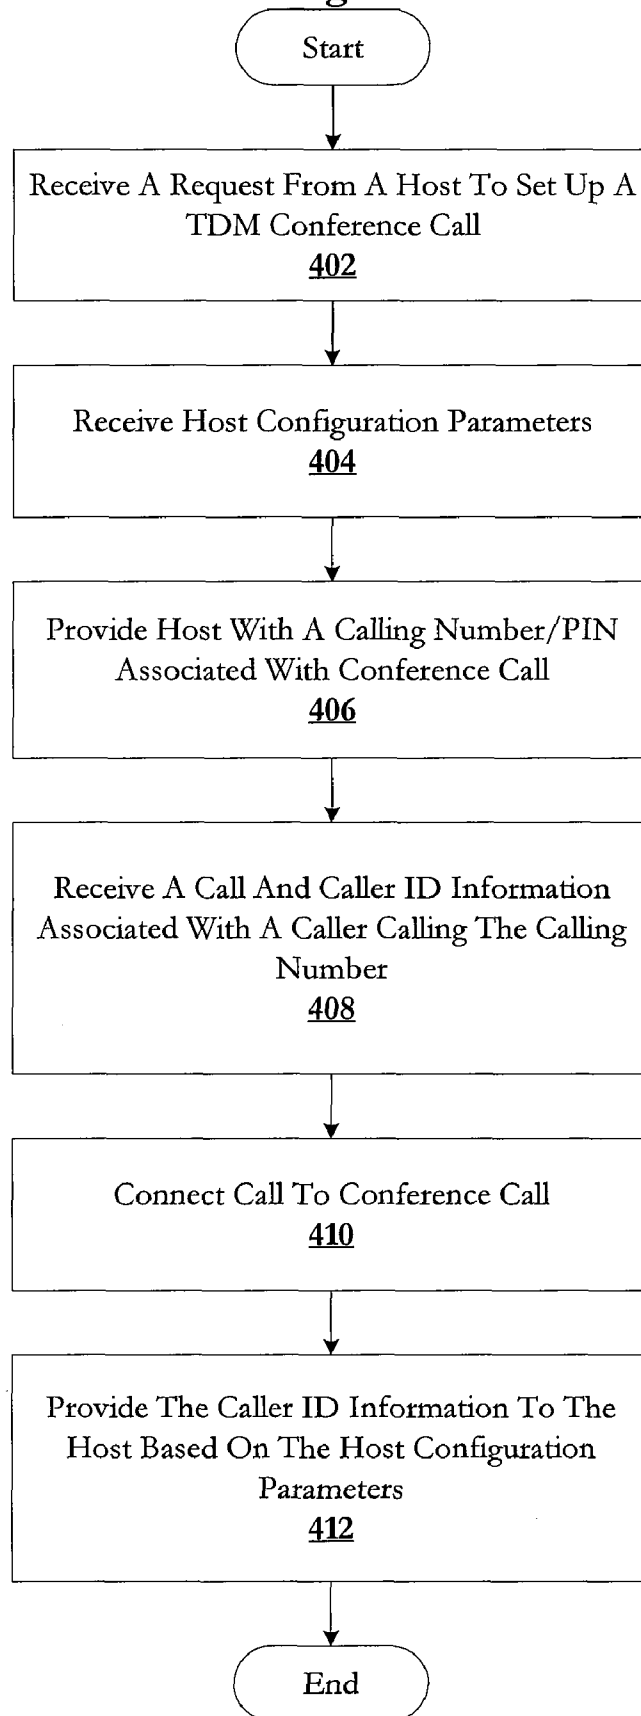 Start
Receive A Request From A Host To Set Up A
TDM Conference Call
402
Receive Host Configuration Parameters
404
Provide Host With A Calling Number/PIN
Associated With Conference Call
406
Receive A Call And Caller ID Information
Associated With A Caller Calling The Calling
Number
408
Connect Call To Conference Call
410
Provide The Caller ID Information To The
Host Based On The Host Configuration
Parameters
412
End